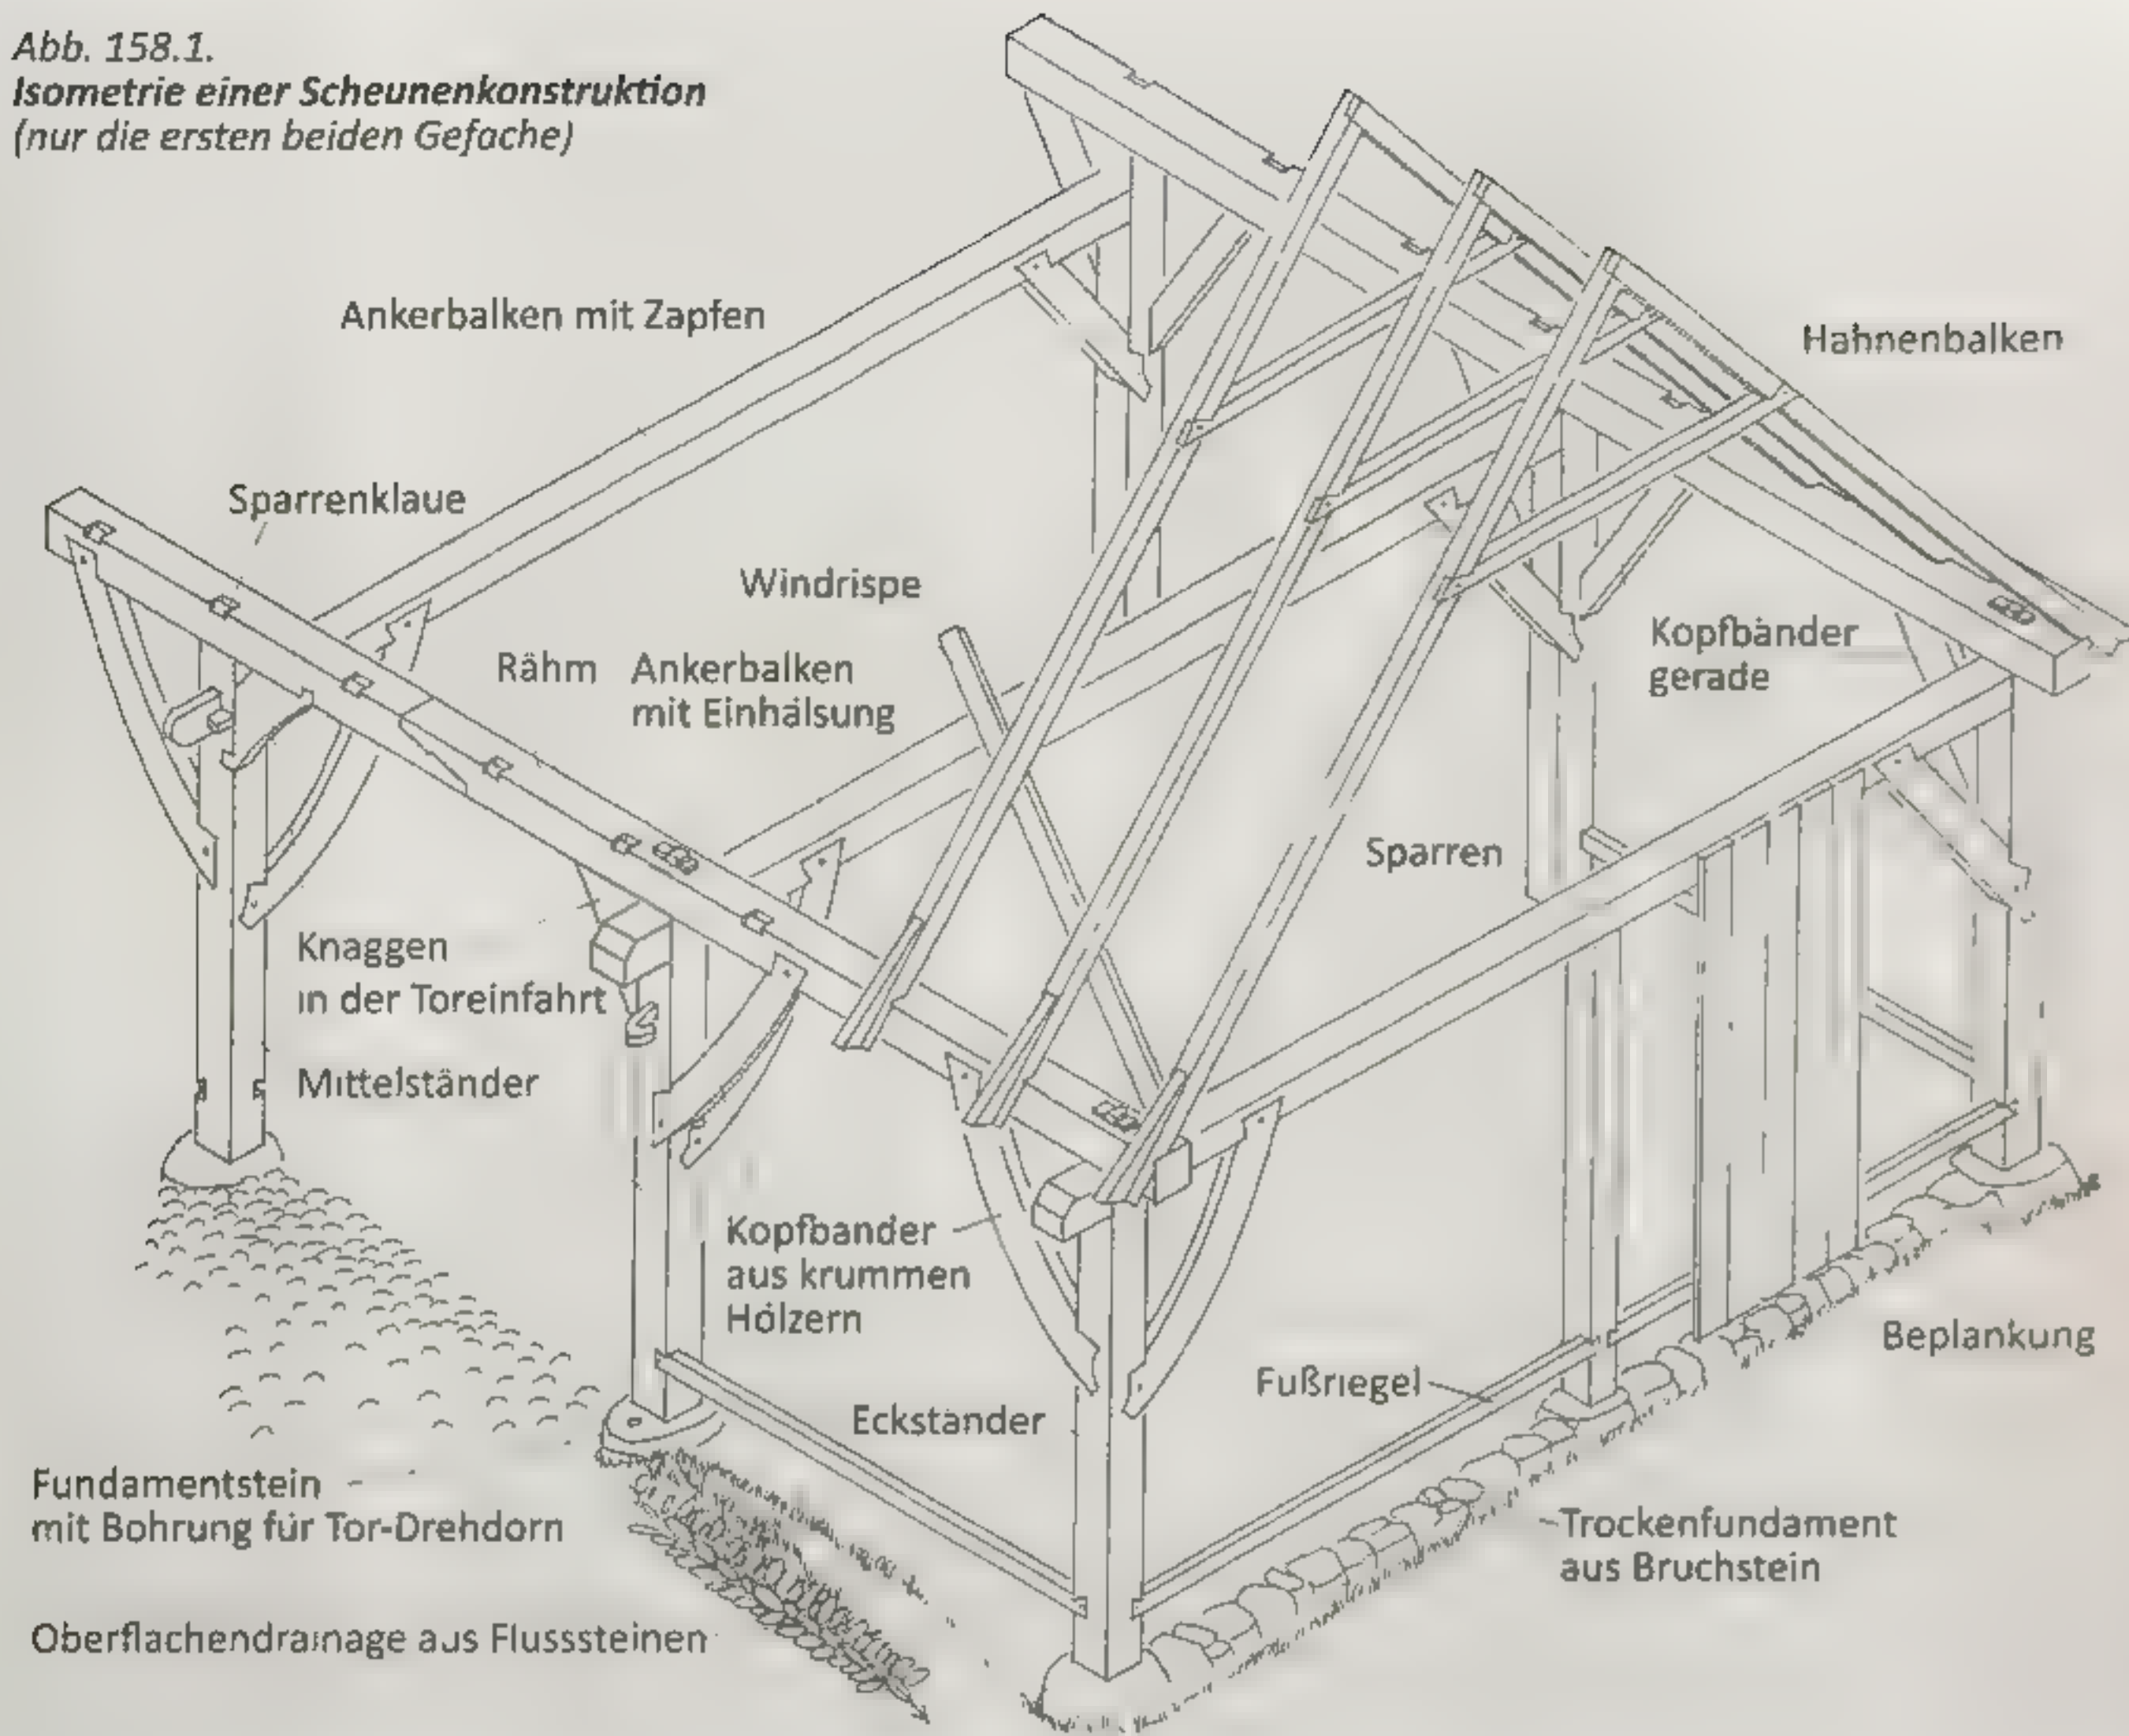 Abb. 158.1.
Isometrie einer Scheunenkonstruktion
(nur die ersten beiden Gefache)
Ankerbalken mit Zapfen
Hahnenbalken
Sparrenklaue
Windrispe
Rähm
Ankerbalken
mit Einhälsung
Kopfbänder
gerade
Sparren
Knaggen
in der Toreinfahrt
Mittelständer
Kopfbänder
aus krummen
Hölzern
Eckständer
Fußriegel
Beplankung
Fundamentstein
mit Bohrung für Tor-Drehdorn
Trockenfundament
aus Bruchstein
Oberflächendrainage aus Flusssteinen